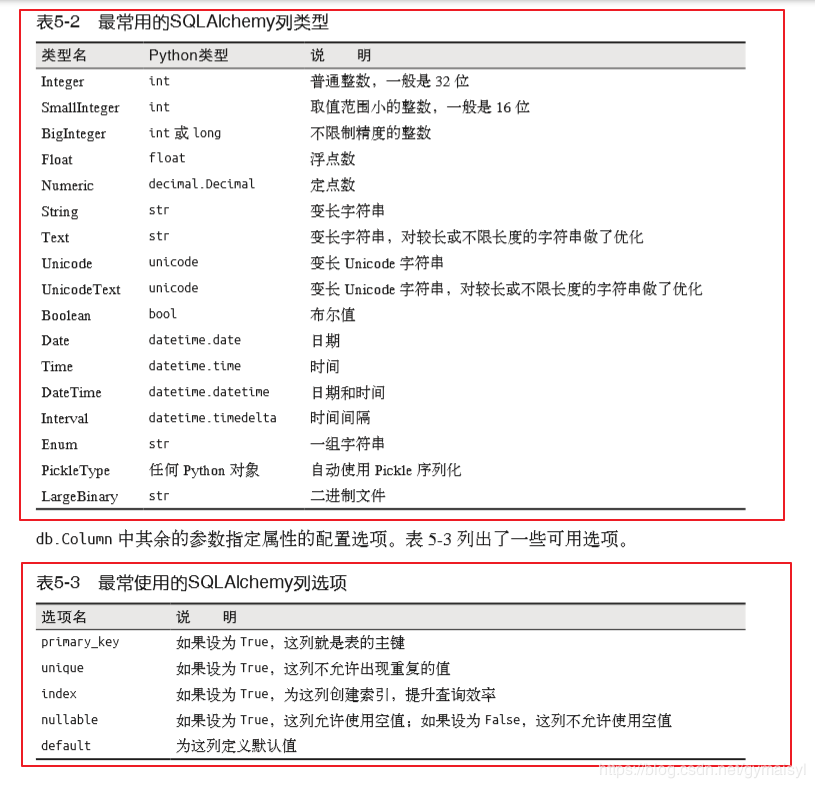 表5-2 最常用的SQLAlchemy列类型
类型名 Python类型 说 明
Integer int 普通整数，一般是 32 位
SmallInteger int 取值范围小的整数，一般是 16 位
BigInteger int 或 long 不限制精度的整数
Float float 浮点数
Numeric decimal.Decimal 定点数
String str 变长字符串
Text str 变长字符串，对较长或不限长度的字符串做了优化
Unicode unicode 变长 Unicode 字符串
UnicodeText unicode 变长 Unicode 字符串，对较长或不限长度的字符串做了优化
Boolean bool 布尔值
Date datetime.date 日期
Time datetime.time 时间
DateTime datetime.datetime 日期和时间
Interval datetime.timedelta 时间间隔
Enum str 一组字符串
PickleType 任何 Python 对象 自动使用 Pickle 序列化
LargeBinary str 二进制文件
db.Column 中其余的参数指定属性的配置选项。表 5-3 列出了一些可用选项。
表5-3 最常使用的SQLAlchemy列选项
选项名 说 明
primary_key 如果设为 True，这列就是表的主键
unique 如果设为 True，这列不允许出现重复的值
index 如果设为 True，为这列创建索引，提升查询效率
nullable 如果设为 True，这列允许使用空值；如果设为 False，这列不允许使用空值
default 为这列定义默认值